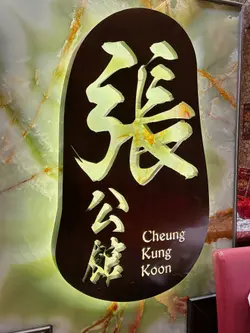 張
公
館
Cheung
Kung
Koon